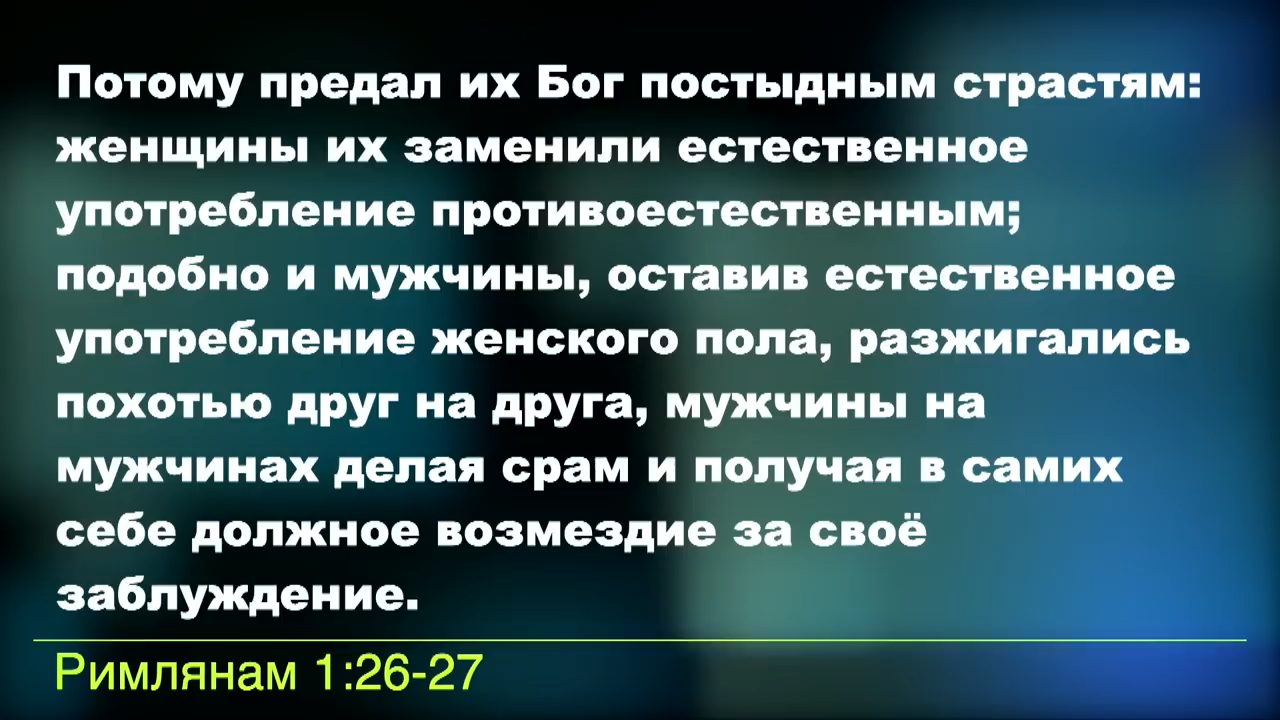 Потому предал их Бог постыдным страстям:
женщины их заменили естественное
употребление противоестественным;
подобно и мужчины, оставив естественное
употребление женского пола, разжигались
похотью друг на друга, мужчины на
мужчинах делая срам и получая в самих
себе должное возмездие за своё
заблуждение.
Римлянам 1:26-27